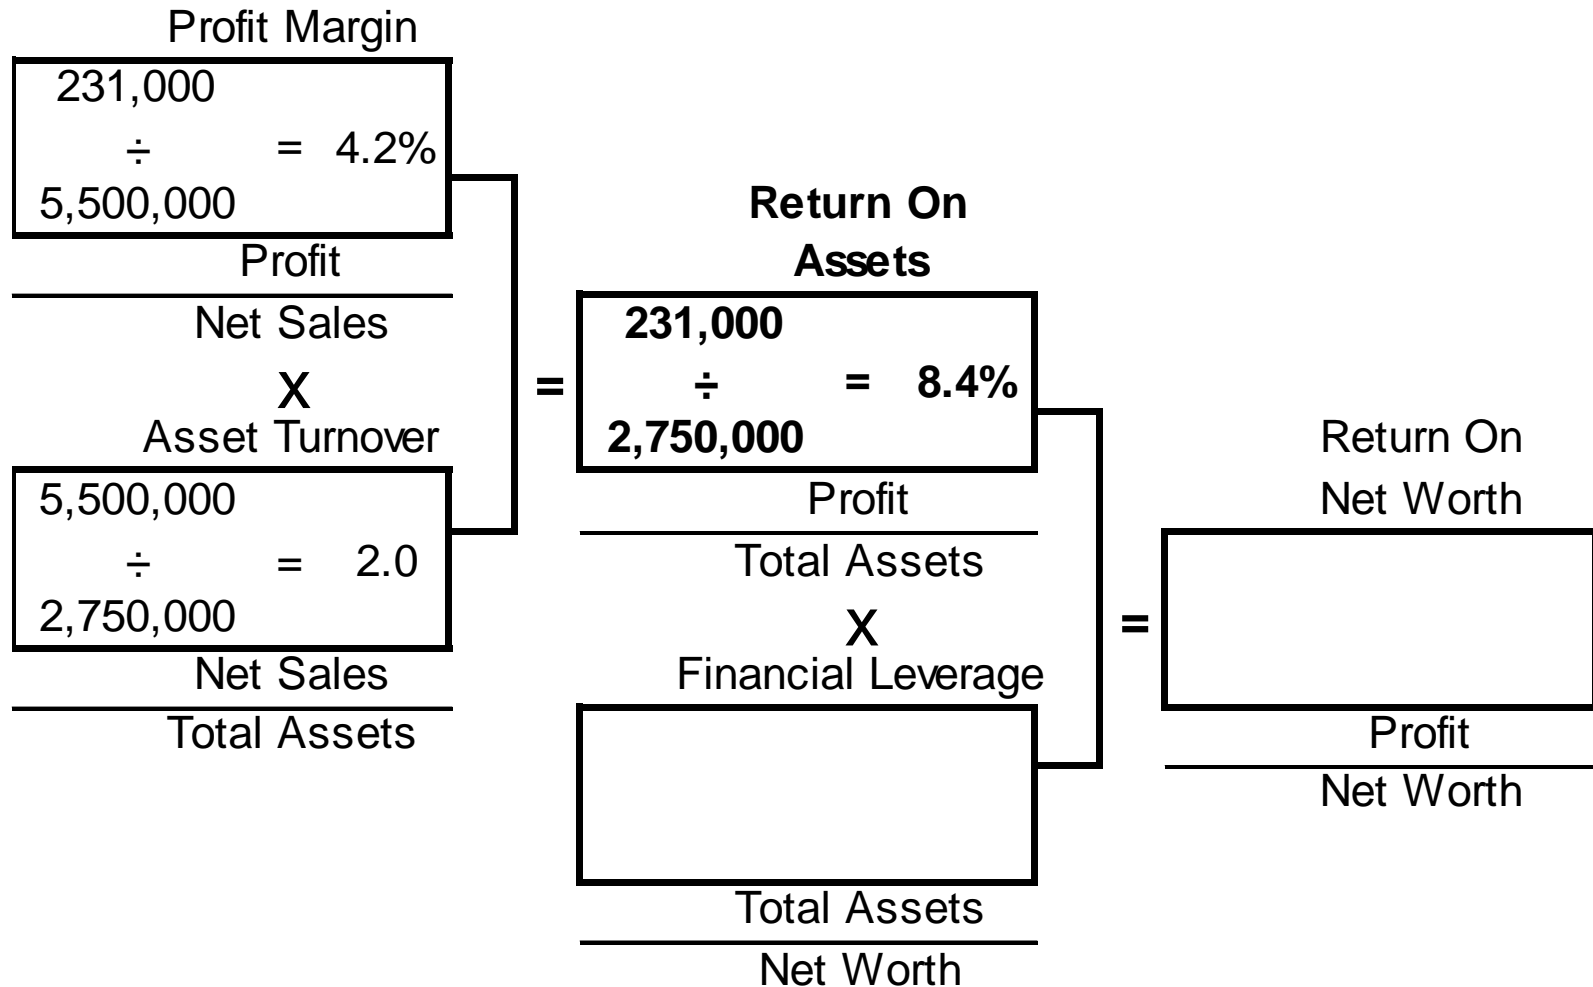 Profit Margin
231,000
÷ = 4.2%
5,500,000
Profit
Net Sales
X
Asset Turnover
5,500,000
÷ = 2.0
2,750,000
Net Sales
Total Assets
=
Return On
Assets
231,000
÷ = 8.4%
2,750,000
Profit
Total Assets
X
Financial Leverage
Total Assets
Net Worth
=
Return On
Net Worth
Profit
Net Worth